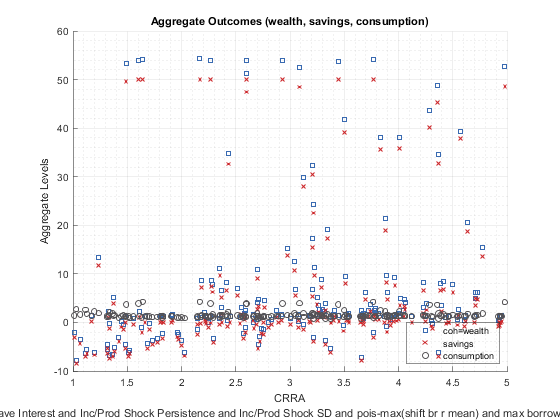 Aggregate Outcomes (wealth, savings, consumption)
60
50
40
30
20
10
0
-10
Aggregate Levels
1
1.5
2
2.5
3
3.5
4
4.5
5
CRRA
coh=wealth
savings
consumption
ave Interest and Inc/Prod Shock Persistence and Inc/Prod Shock SD and pois-max(shift br r mean) and max borrow